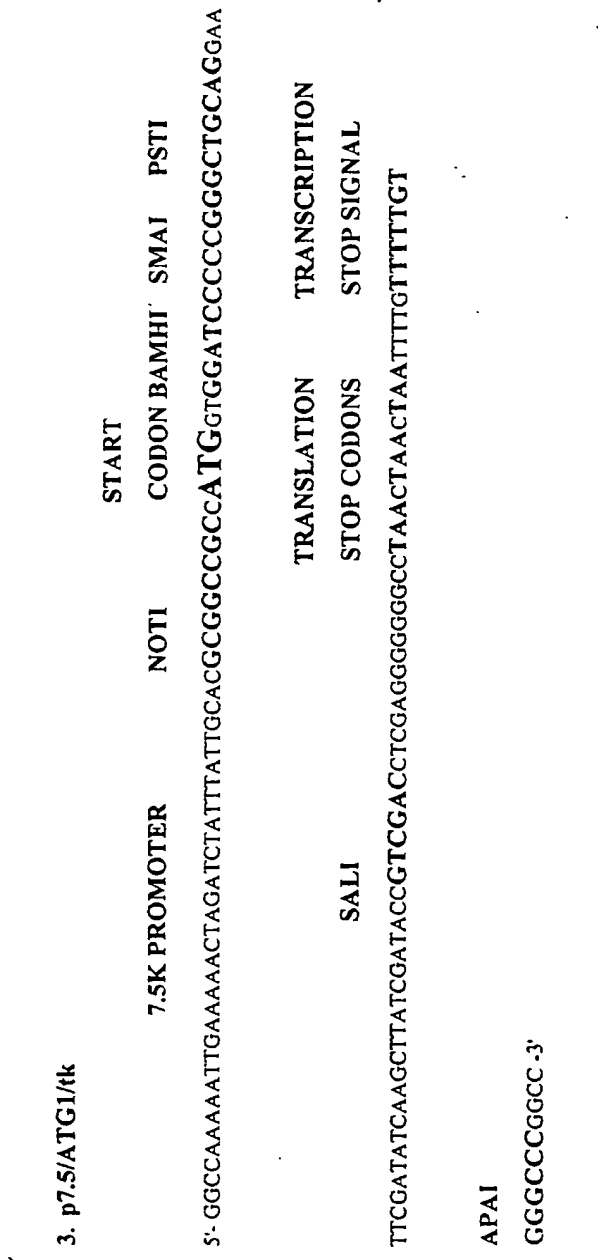 3. p7.5/ATG1/tk
START
7.5K PROMOTER NOTI CODON BAMHI SMAI PSTI
5'- GGCCAAAAATTGAAAAACTAGATCTATTTATTGCACGCGGCCGCCATGGTGGATCCCCCGGGCTGCAGGAA
TRANSLATION TRANSCRIPTION
SALI STOP CODONS STOP SIGNAL
TTCGATATCAAGCTTATCGATACCGTCGACCTCGAGGGGGGGCCTAACTAACTAATTTTGTTTTTGT
APAI
GGGCCCGGCC -3'